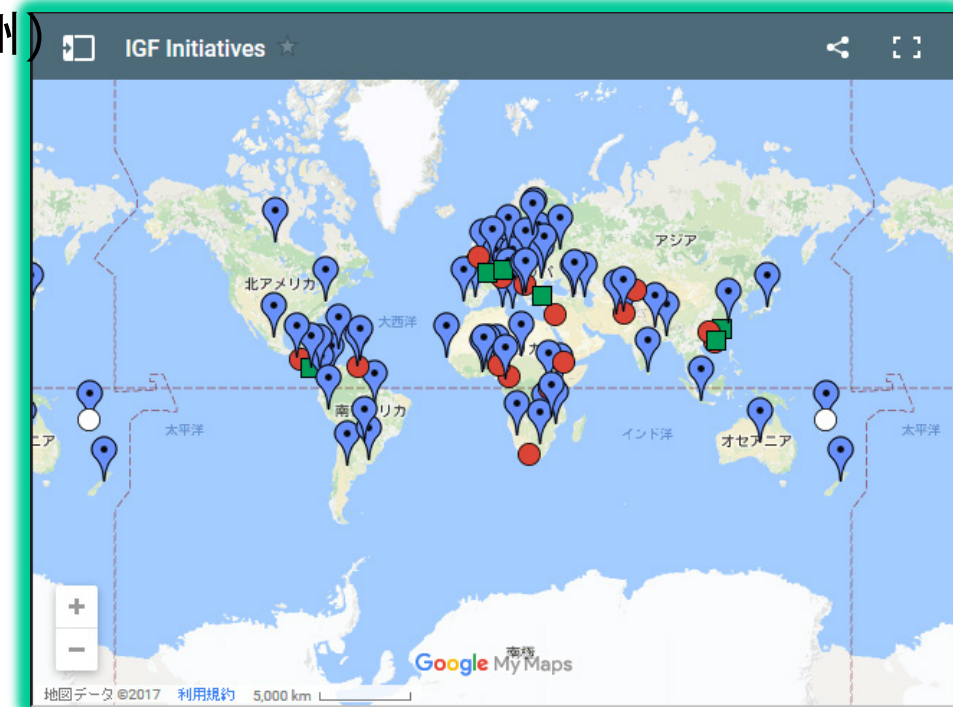 州)
IGF Initiatives
アジア
北アメリカ
大西洋
南
リカ
太平洋
インド洋
オセアニア
太平洋
ニア
南極
Google My Maps
地図データ ©2017 利用規約 5,000 km